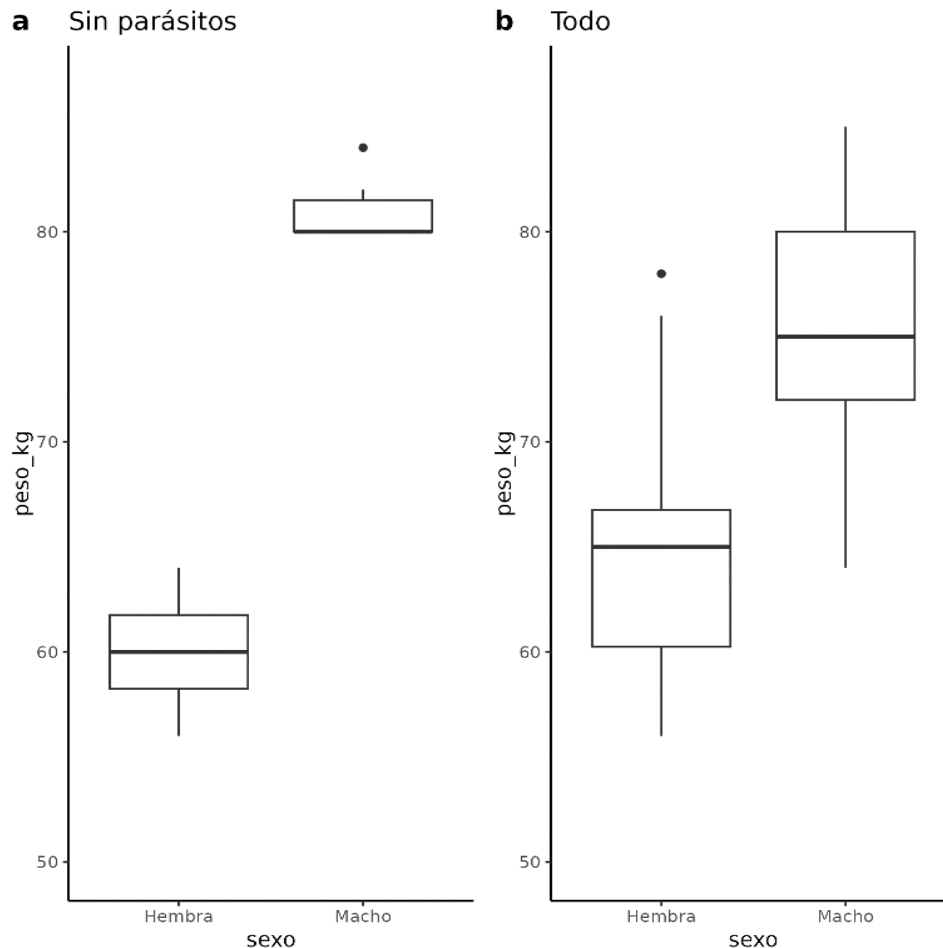 a Sin parásitos
80
70
60
50
peso_kg
Hembra Macho
sexo
b Todo
80
70
60
50
peso_kg
Hembra Macho
sexo